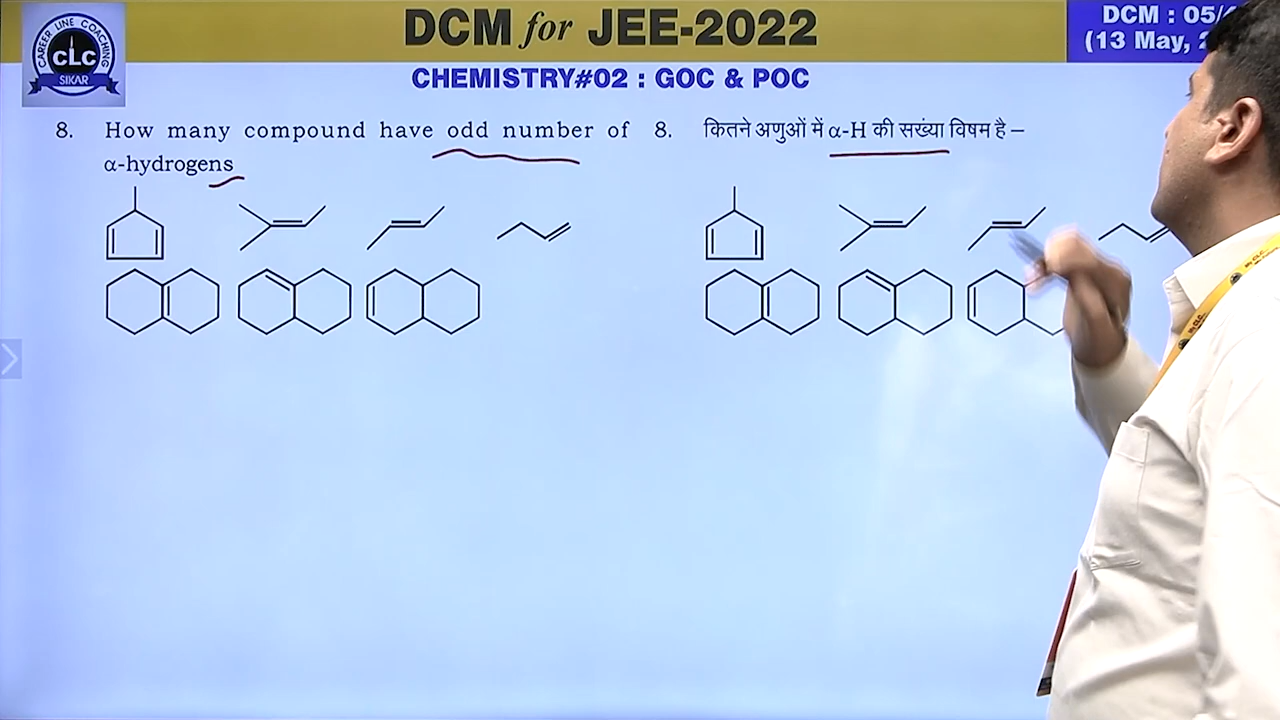 CAREER LINE COACHING
CLC
SIKAR
DCM for JEE-2022
DCM : 05/
(13 May,
CHEMISTRY#02 : GOC & POC
8. How many compound have odd number of
α-hydrogens
8. कितने अणुओं में α-H की सख्या विषम है –